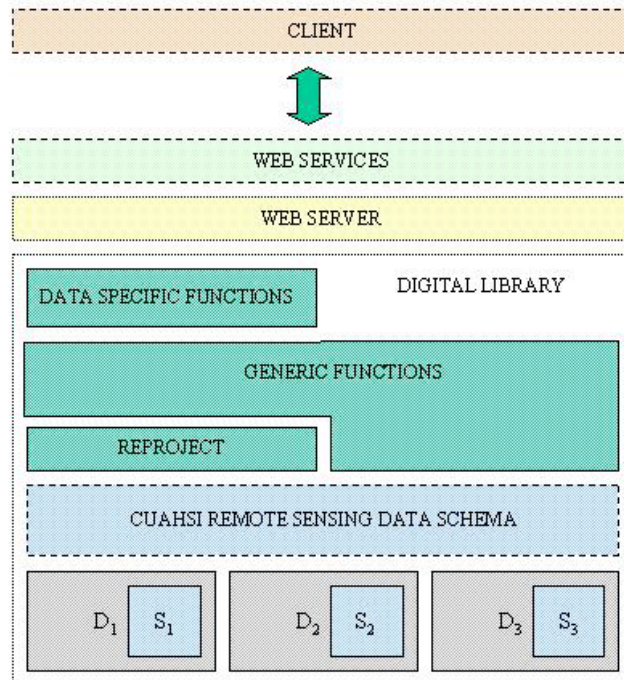 CLIENT
WEB SERVICES
WEB SERVER
DIGITAL LIBRARY
DATA SPECIFIC FUNCTIONS
GENERIC FUNCTIONS
REPROJECT
CUAHSI REMOTE SENSING DATA SCHEMA
D₁ S₁ D₂ S₂ D₃ S₃